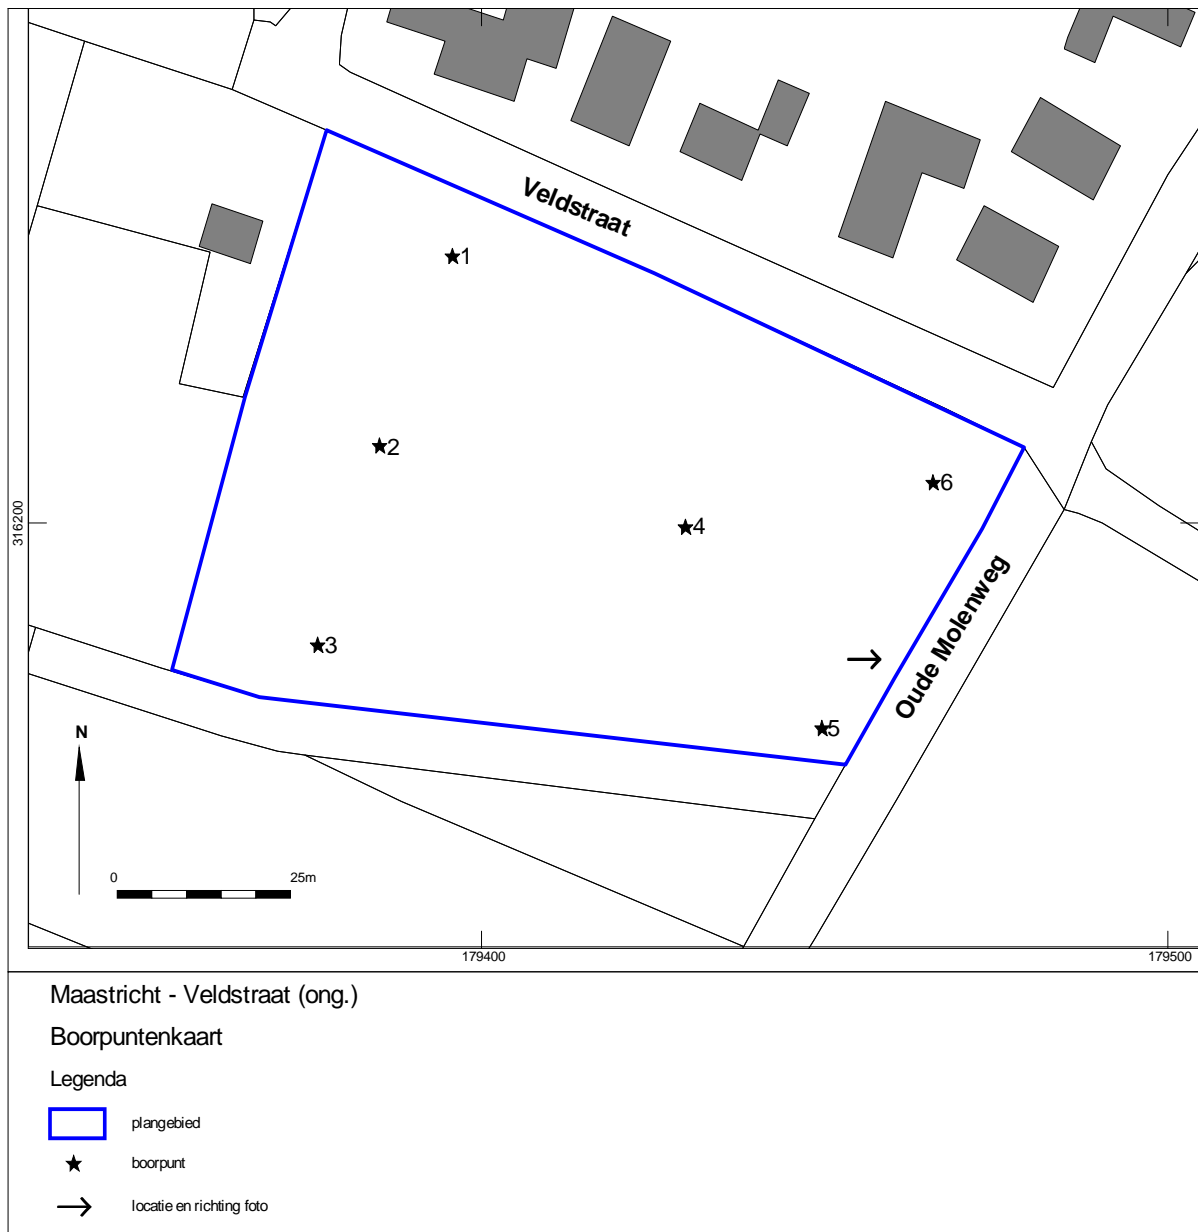 Veldstraat
1
2
6
4
316200
Oude Molenweg
3
5
N
0 25m
179400 179500
Maastricht - Veldstraat (ong.)
Boorpuntenkaart
Legenda
plangebied
boorpunt
locatie en richting foto